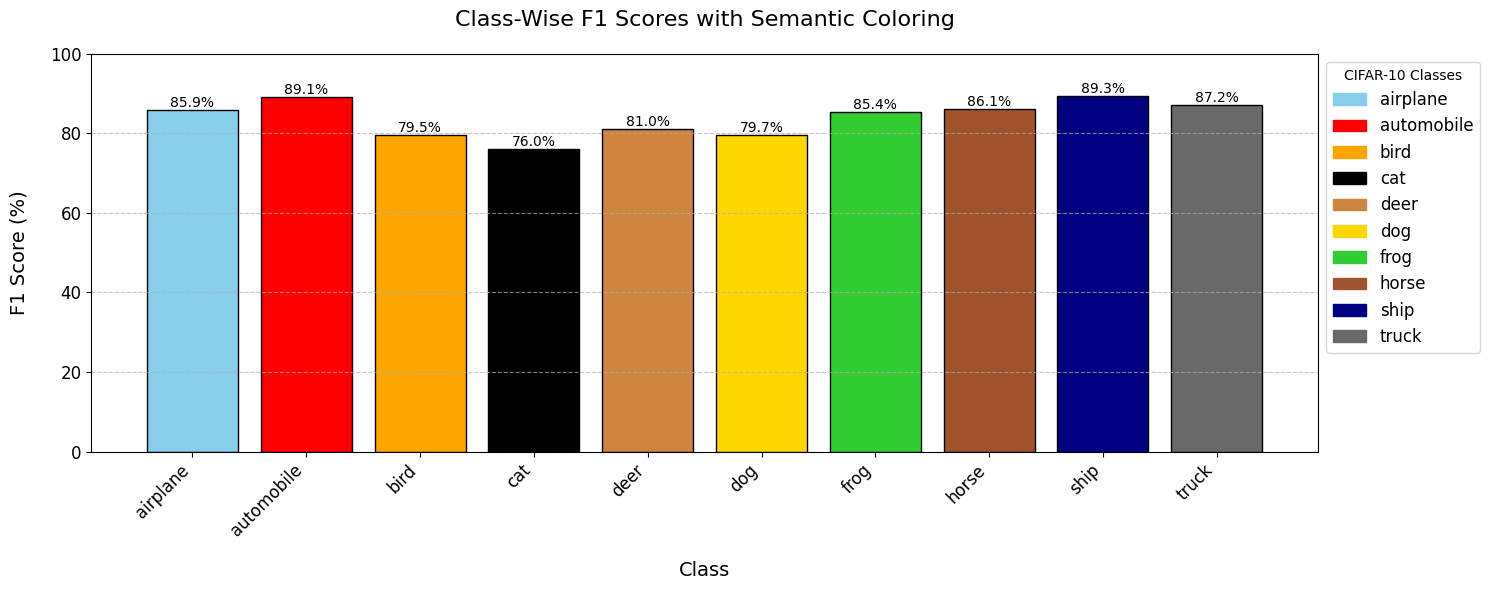 Class-Wise F1 Scores with Semantic Coloring
F1 Score (%)
100
80
60
40
20
0
85.9%
89.1%
79.5%
76.0%
81.0%
79.7%
85.4%
86.1%
89.3%
87.2%
airplane
automobile
bird
cat
deer
dog
frog
horse
ship
truck
Class
CIFAR-10 Classes
airplane
automobile
bird
cat
deer
dog
frog
horse
ship
truck